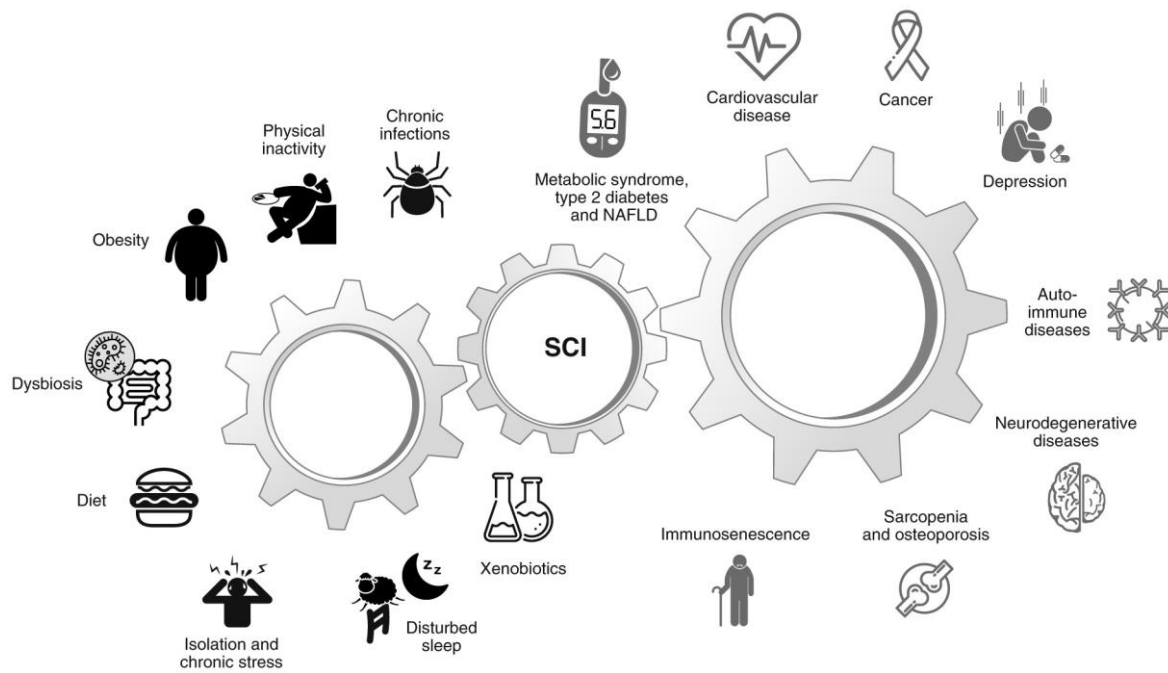 Chronic
infections
Physical
inactivity
Obesity
Dysbiosis
Diet
Isolation and
chronic stress
z z
Disturbed
sleep
Xenobiotics
SCI
5.6
Metabolic syndrome,
type 2 diabetes
and NAFLD
Cardiovascular
disease
Cancer
Depression
Auto-
immune
diseases
Neurodegenerative
diseases
Sarcopenia
and osteoporosis
Immunosenescence